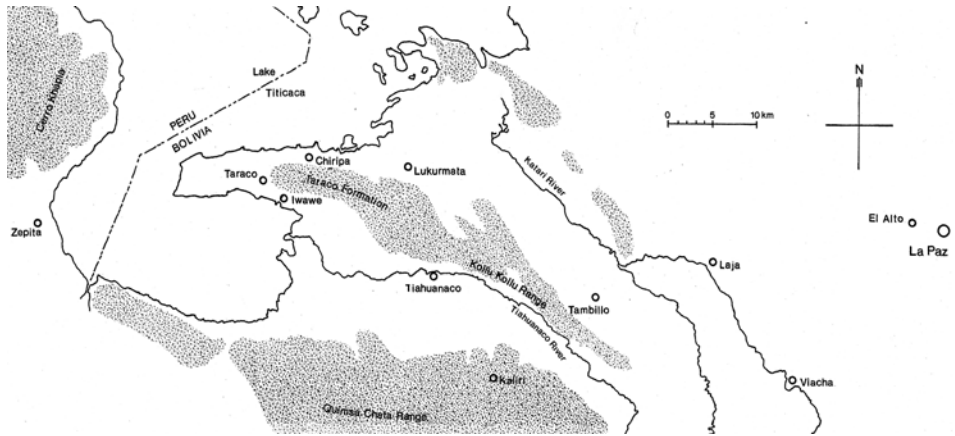 Lake
Titicaca
PERU
BOLIVIA
N
0 5 10 km
Cerro Khapia
Chiripa
Taraco
Taraco Formation
Iwawe
Lukurmata
Katari River
Zepita
El Alto
La Paz
Laja
Kollu Kollu Range
Tiahuanaco
Tambillo
Tiahuanaco River
Kaliri
Viacha
Quimsa Chata Range